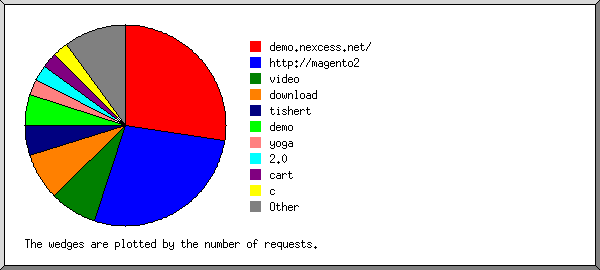 demo.nexcess.net/
http://magento2
video
download
tishert
demo
yoga
2.0
cart
c
Other
The wedges are plotted by the number of requests.